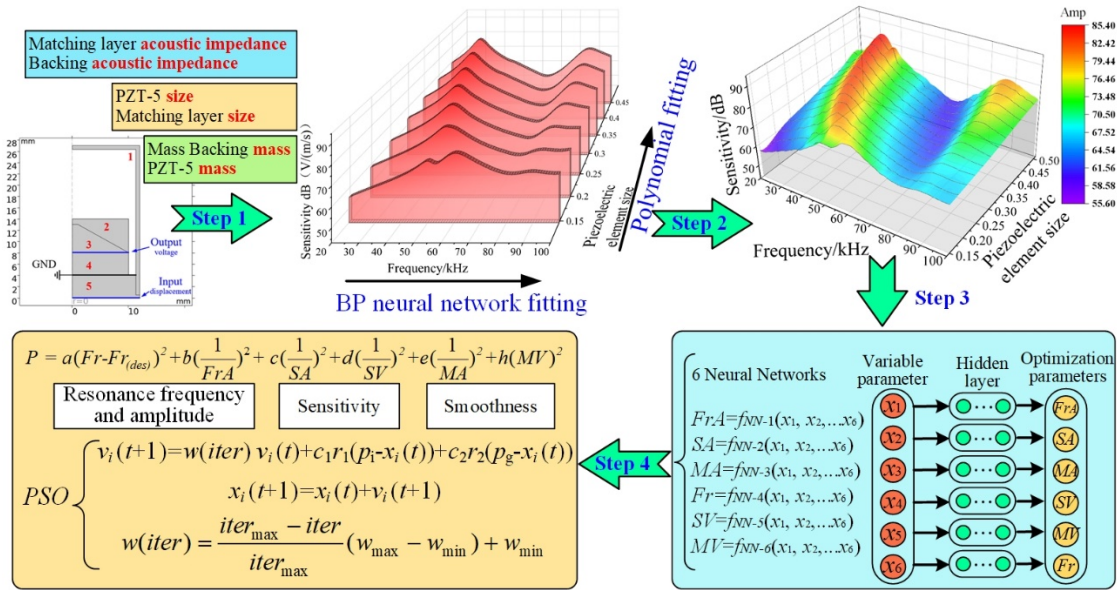 Matching layer acoustic impedance
Backing acoustic impedance
PZT-5 size
Matching layer size
Mass Backing mass
PZT-5 mass
28 mm
26
24
22
20
18
16
14
12
10
8
6
4
2
0
1
2
3
4
5
Output voltage
GND
Input displacement
r=0
0
10
mm
Step 1
Sensitivity dB (V/(m/s))
90
80
70
60
50
20 30 40 50 60 70 80 90 100
Frequency/kHz
0.15
0.2
0.25
0.3
0.35
0.4
0.45
Piezoelectric element size
BP neural network fitting
Polynomial fitting
Step 2
Sensitivity/dB
90
80
70
60
50
20
30
40
50
60
70
80
90
100
Frequency/kHz
0.15
0.20
0.25
0.30
0.35
0.40
0.45
0.50
Piezoelectric element size
Amp
85.40
82.42
79.44
76.46
73.48
70.50
67.52
64.54
61.56
58.58
55.60
Step 3
P = a(Fr-Fr(des))²+b(1/FrA)²+c(1/SA)²+d(1/SV)²+e(1/MA)²+h(MV)²
Resonance frequency and amplitude
Sensitivity
Smoothness
PSO
vi(t+1)=w(iter) vi(t)+c1r1(pi-xi(t))+c2r2(pg-xi(t))
xi(t+1)=xi(t)+vi(t+1)
w(iter) = (itermax − iter)/itermax (wmax − wmin) + wmin
Step 4
6 Neural Networks
FrA=fNN-1(x1, x2,...x6)
SA=fNN-2(x1, x2,...x6)
MA=fNN-3(x1, x2,...x6)
Fr=fNN-4(x1, x2,...x6)
SV=fNN-5(x1, x2,...x6)
MV=fNN-6(x1, x2,...x6)
Variable parameter
Hidden layer
Optimization parameters
x1
x2
x3
x4
x5
x6
FrA
SA
MA
SV
MV
Fr